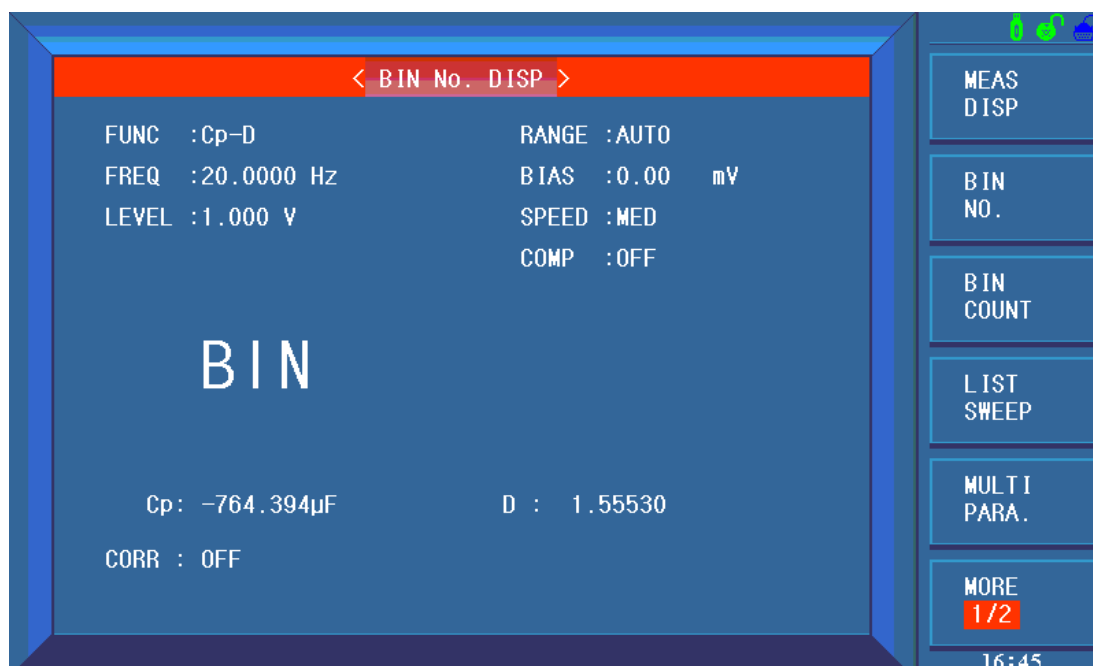 < BIN No. DISP >
FUNC :Cp-D
RANGE :AUTO
FREQ :20.0000 Hz
BIAS :0.00 mV
LEVEL :1.000 V
SPEED :MED
COMP :OFF
BIN
Cp: -764.394µF
D : 1.55530
CORR : OFF
MEAS
DISP
BIN
NO.
BIN
COUNT
LIST
SWEEP
MULTI
PARA.
MORE
1/2
16:45